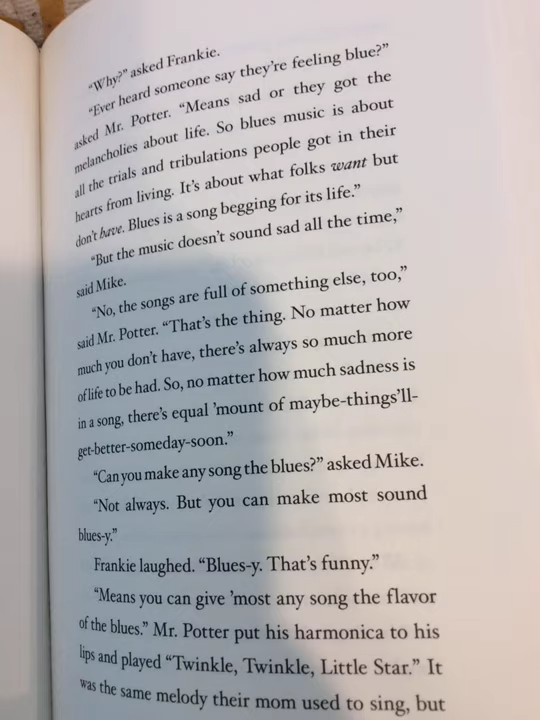 “Why?” asked Frankie.
“Ever heard someone say they’re feeling blue?”
asked Mr. Potter. “Means sad or they got the
melancholies about life. So blues music is about
all the trials and tribulations people got in their
hearts from living. It’s about what folks want but
don’t have. Blues is a song begging for its life.”
“But the music doesn’t sound sad all the time,”
said Mike.
“No, the songs are full of something else, too,”
said Mr. Potter. “That’s the thing. No matter how
much you don’t have, there’s always so much more
of life to be had. So, no matter how much sadness is
in a song, there’s equal ’mount of maybe-things’ll-
get-better-someday-soon.”
“Can you make any song the blues?” asked Mike.
“Not always. But you can make most sound
blues-y.”
Frankie laughed. “Blues-y. That’s funny.”
“Means you can give ’most any song the flavor
of the blues.” Mr. Potter put his harmonica to his
lips and played “Twinkle, Twinkle, Little Star.” It
was the same melody their mom used to sing, but